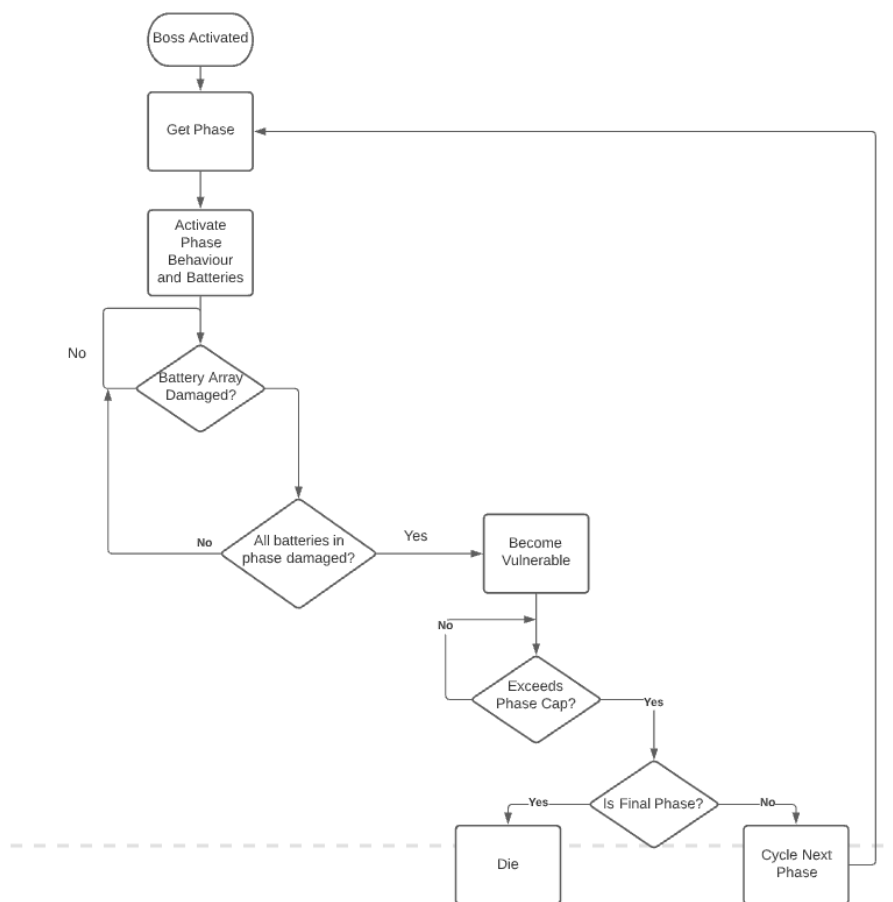 Boss Activated
Get Phase
Activate
Phase
Behaviour
and Batteries
No
Battery Array
Damaged?
No
All batteries in
phase damaged?
Yes
Become
Vulnerable
No
Exceeds
Phase Cap?
Yes
Yes
Is Final Phase?
No
Die
Cycle Next
Phase